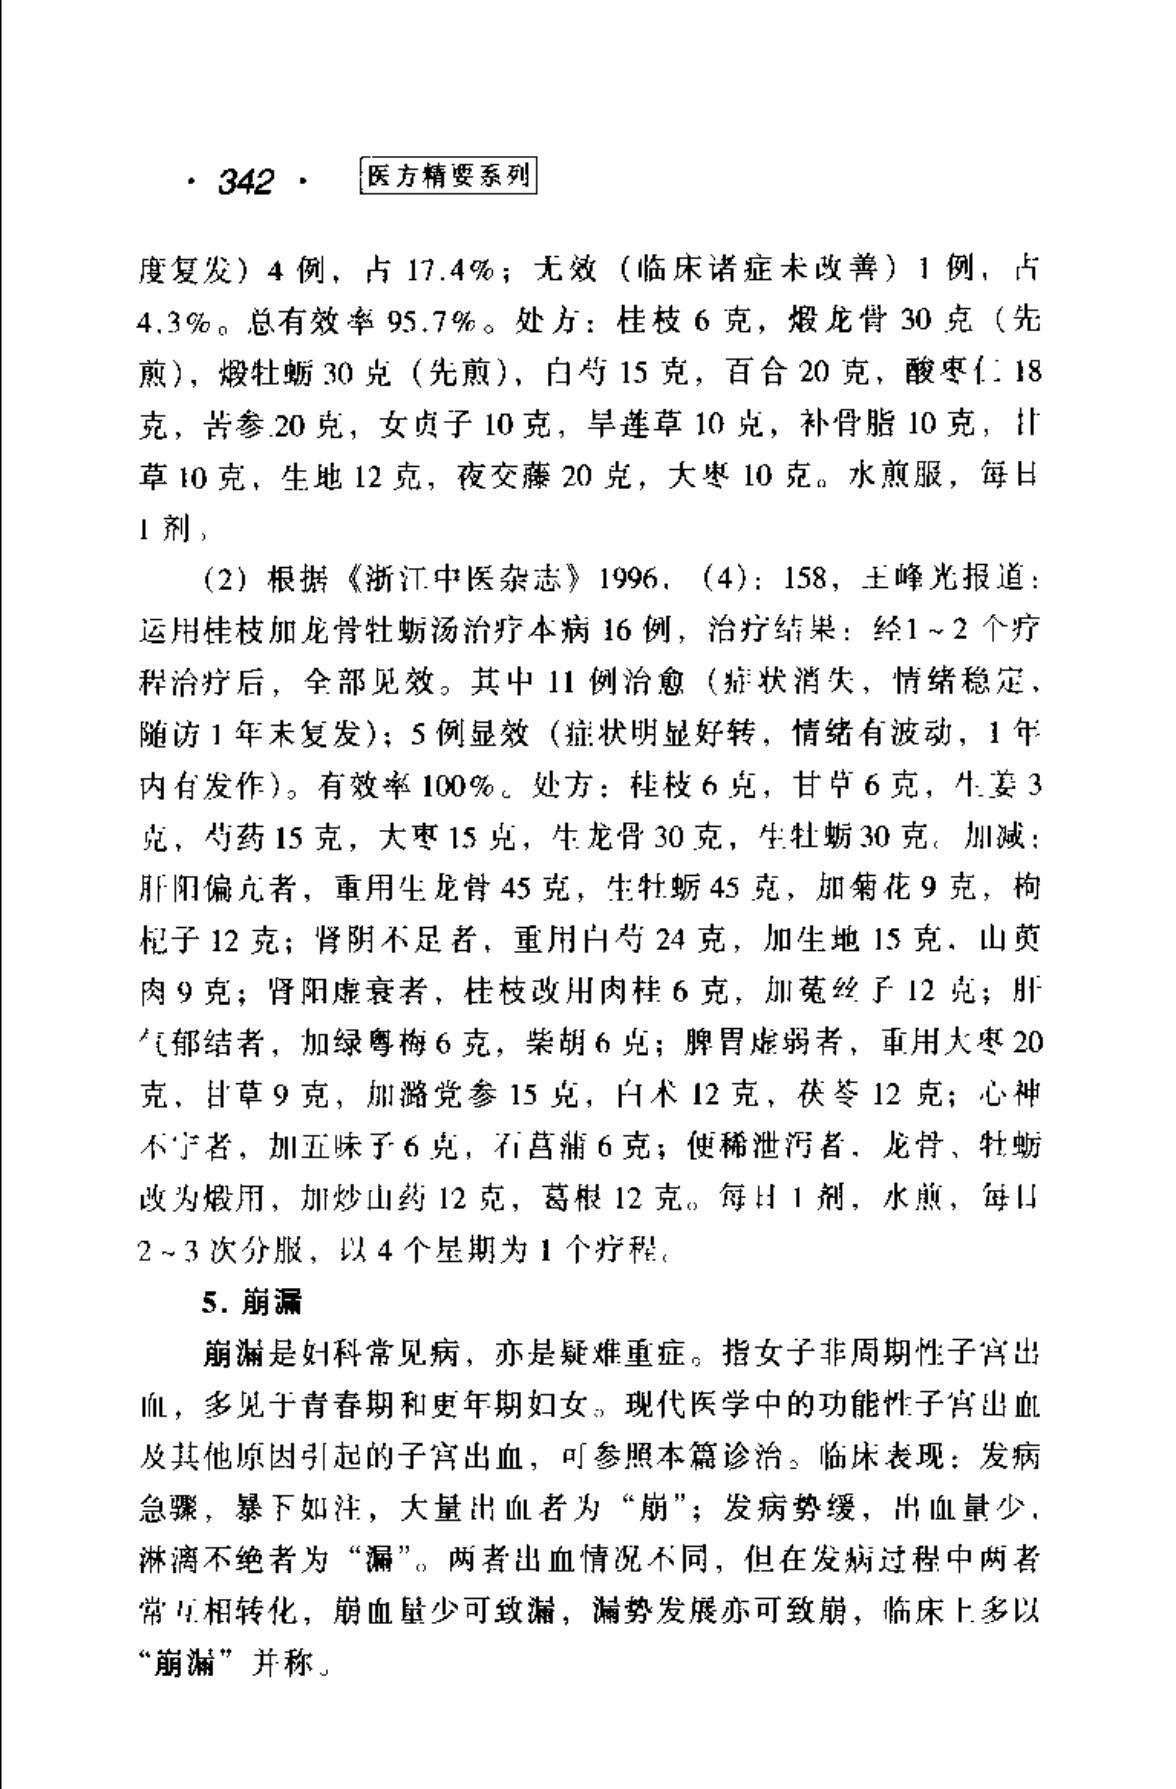 · 342 · 医方精要系列
度复发）4 例，占 17.4%；无效（临床诸症未改善）1 例，占
4.3%。总有效率 95.7%。处方：桂枝 6 克，煅龙骨 30 克（先
煎），煅牡蛎 30 克（先煎），白芍 15 克，百合 20 克，酸枣仁 18
克，苦参 20 克，女贞子 10 克，旱莲草 10 克，补骨脂 10 克，甘
草 10 克，生地 12 克，夜交藤 20 克，大枣 10 克。水煎服，每日
1 剂。
（2）根据《浙江中医杂志》1996，（4）：158，王峰光报道：
运用桂枝加龙骨牡蛎汤治疗本病 16 例，治疗结果：经 1～2 个疗
程治疗后，全部见效。其中 11 例治愈（症状消失，情绪稳定，
随访 1 年未复发）；5 例显效（症状明显好转，情绪有波动，1 年
内有发作）。有效率 100%。处方：桂枝 6 克，甘草 6 克，生姜 3
克，芍药 15 克，大枣 15 克，生龙骨 30 克，生牡蛎 30 克。加减：
肝阳偏亢者，重用生龙骨 45 克，生牡蛎 45 克，加菊花 9 克，枸
杞子 12 克；肾阴不足者，重用白芍 24 克，加生地 15 克，山萸
肉 9 克；肾阳虚衰者，桂枝改用肉桂 6 克，加菟丝子 12 克；肝
气郁结者，加绿粤梅 6 克，柴胡 6 克；脾胃虚弱者，重用大枣 20
克，甘草 9 克，加潞党参 15 克，白术 12 克，茯苓 12 克；心神
不宁者，加五味子 6 克，石菖蒲 6 克；便稀泄泻者，龙骨、牡蛎
改为煅用，加炒山药 12 克，葛根 12 克。每日 1 剂，水煎，每日
2～3 次分服，以 4 个星期为 1 个疗程。
5. 崩漏
崩漏是妇科常见病，亦是疑难重症。指女子非周期性子宫出
血，多见于青春期和更年期妇女。现代医学中的功能性子宫出血
及其他原因引起的子宫出血，可参照本篇诊治。临床表现：发病
急骤，暴下如注，大量出血者为“崩”；发病势缓，出血量少，
淋漓不绝者为“漏”。两者出血情况不同，但在发病过程中两者
常互相转化，崩血量少可致漏，漏势发展亦可致崩，临床上多以
“崩漏”并称。